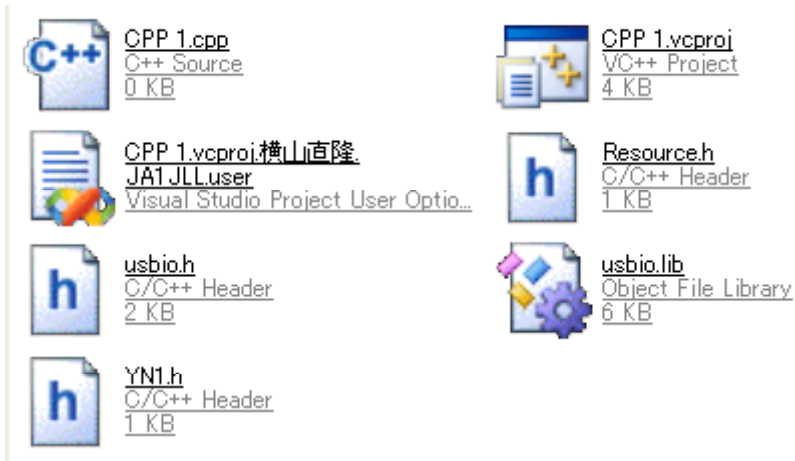 CPP 1.cpp
C++ Source
0 KB
CPP 1.vcproj
VC++ Project
4 KB
CPP 1.vcproj.横山直隆.
JA1JLL.user
Visual Studio Project User Optio...
Resource.h
C/C++ Header
1 KB
usbio.h
C/C++ Header
2 KB
usbio.lib
Object File Library
6 KB
YN1.h
C/C++ Header
1 KB
C++
h
h
h